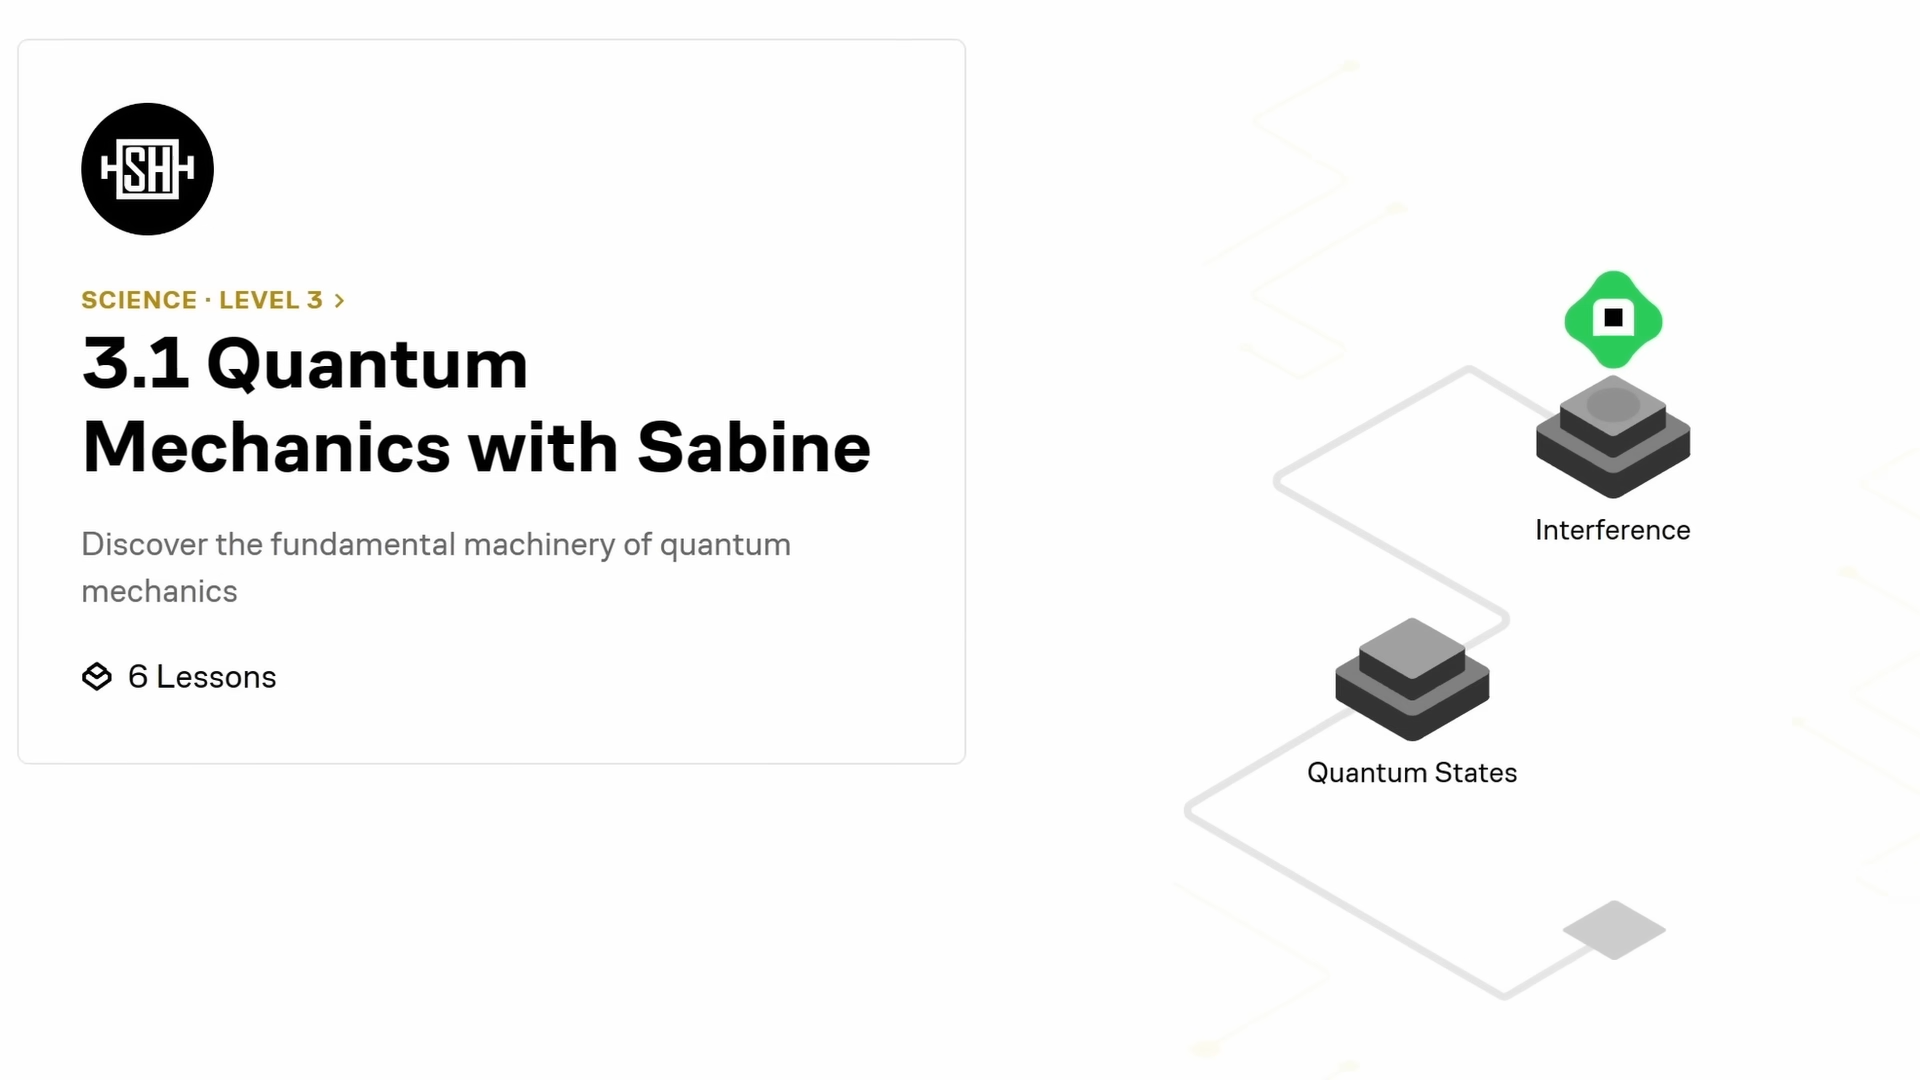 SH
SCIENCE · LEVEL 3 >
3.1 Quantum
Mechanics with Sabine
Discover the fundamental machinery of quantum
mechanics
6 Lessons
Interference
Quantum States